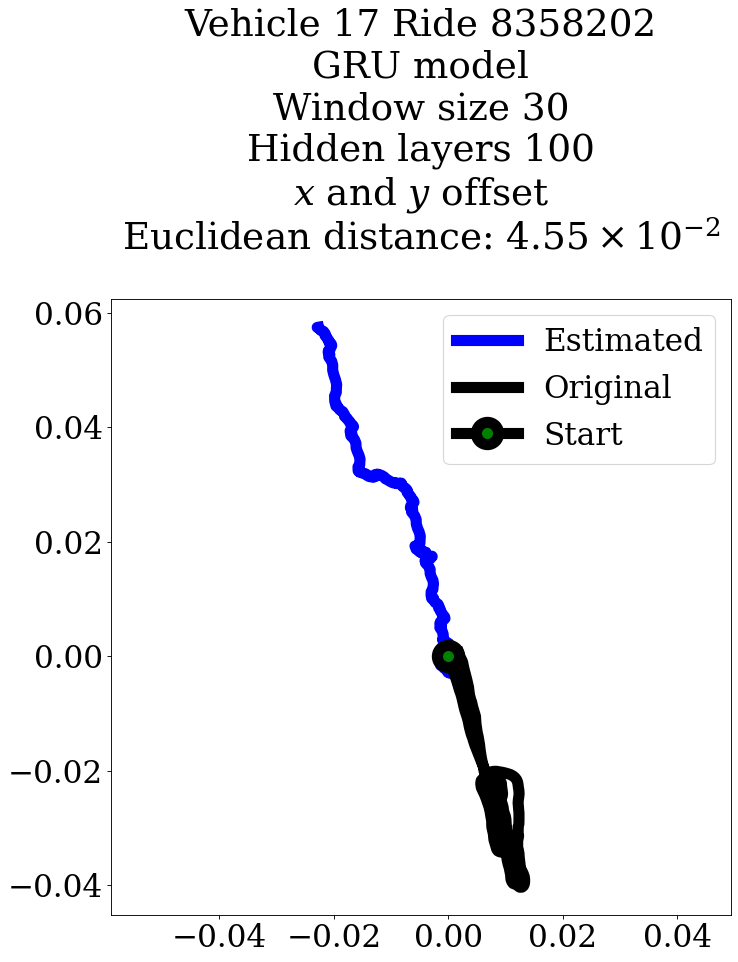 Vehicle 17 Ride 8358202
GRU model
Window size 30
Hidden layers 100
x and y offset
Euclidean distance: 4.55 × 10⁻²
Estimated
Original
Start
0.06
0.04
0.02
0.00
−0.02
−0.04
−0.04 −0.02 0.00 0.02 0.04